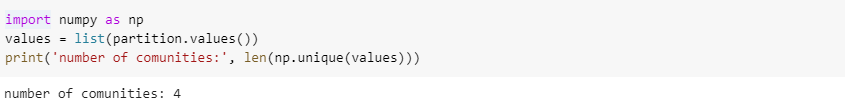 import numpy as np
values = list(partition.values())
print('number of comunities:', len(np.unique(values)))
number of comunities: 4